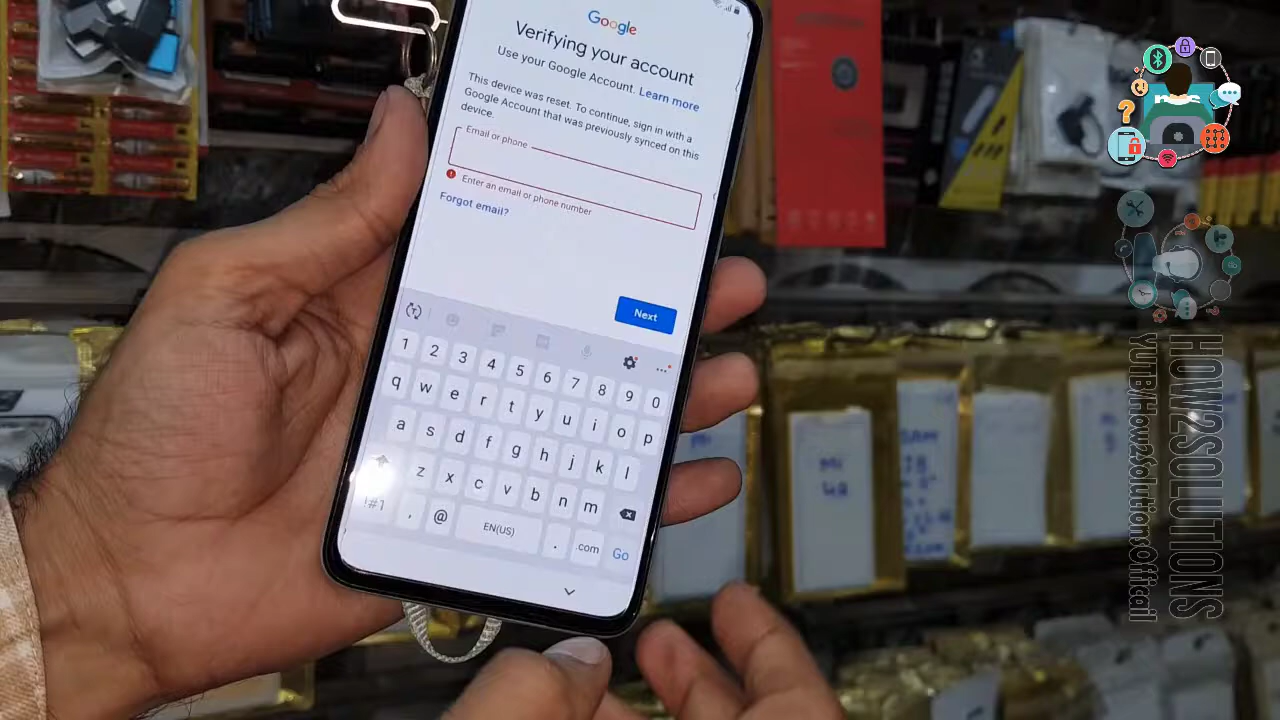 Google
Verifying your account
Use your Google Account. Learn more
This device was reset. To continue, sign in with a
Google Account that was previously synced on this
device.
Email or phone
Enter an email or phone number
Forgot email?
Next
1 2 3 4 5 6 7 8 9 0
q w e r t y u i o p
a s d f g h j k l
z x c v b n m
!#1 , @ EN(US) . .com Go
Mi
SAM
HOW2SOLUTIONS